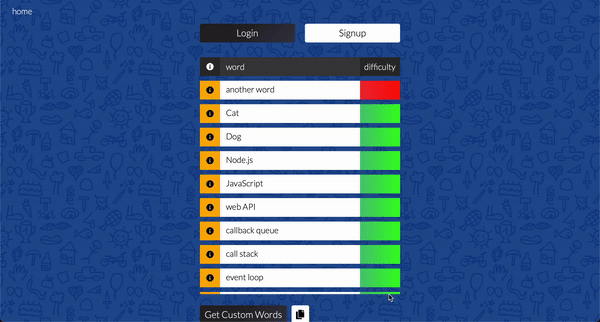 home
Login Signup
word difficulty
another word
Cat
Dog
Node.js
JavaScript
web API
callback queue
call stack
event loop
Get Custom Words